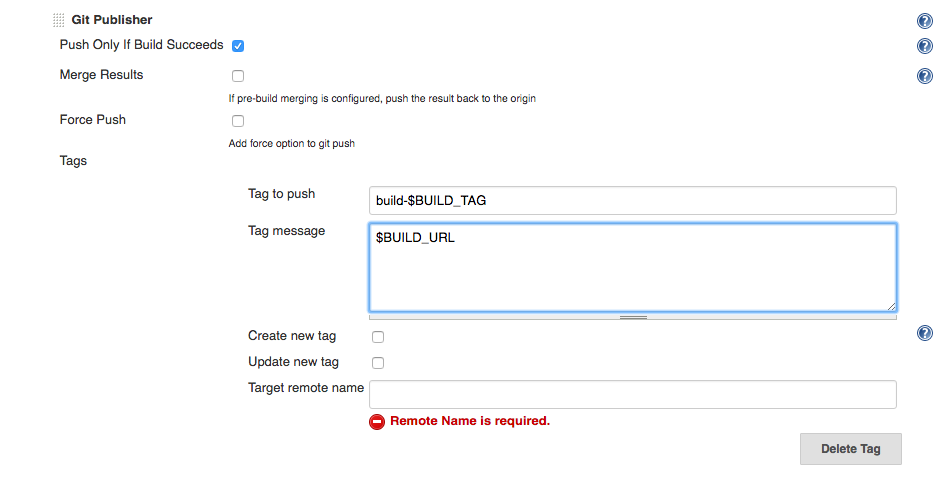 Git Publisher
Push Only If Build Succeeds
Merge Results
If pre-build merging is configured, push the result back to the origin
Force Push
Add force option to git push
Tags
Tag to push
build-$BUILD_TAG
Tag message
$BUILD_URL
Create new tag
Update new tag
Target remote name
Remote Name is required.
Delete Tag